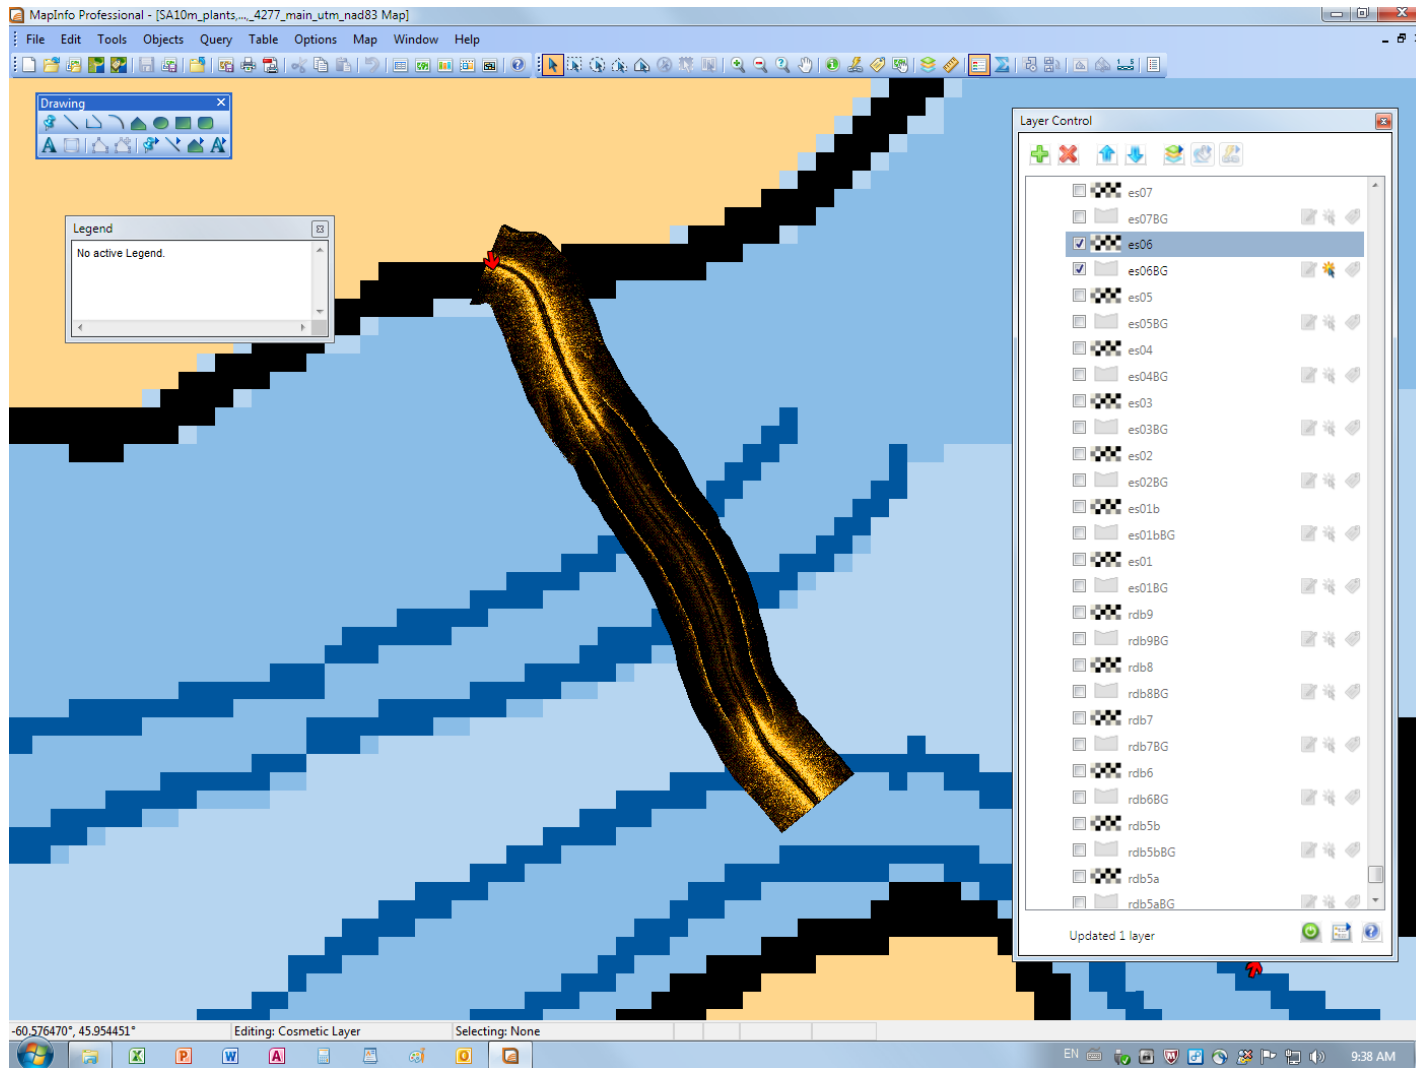 MapInfo Professional - [SA10m_plants,..._4277_main_utm_nad83 Map]
File Edit Tools Objects Query Table Options Map Window Help
Drawing
Layer Control
es07
es07BG
Legend
es06
No active Legend.
es06BG
es05
es05BG
es04
es04BG
es03
es03BG
es02
es02BG
es01b
es01bBG
es01
es01BG
rdb9
rdb9BG
rdb8
rdb8BG
rdb7
rdb7BG
rdb6
rdb6BG
rdb5b
rdb5bBG
rdb5a
rdb5aBG
Updated 1 layer
-60.576470°, 45.954451° Editing: Cosmetic Layer Selecting: None
EN 9:38 AM